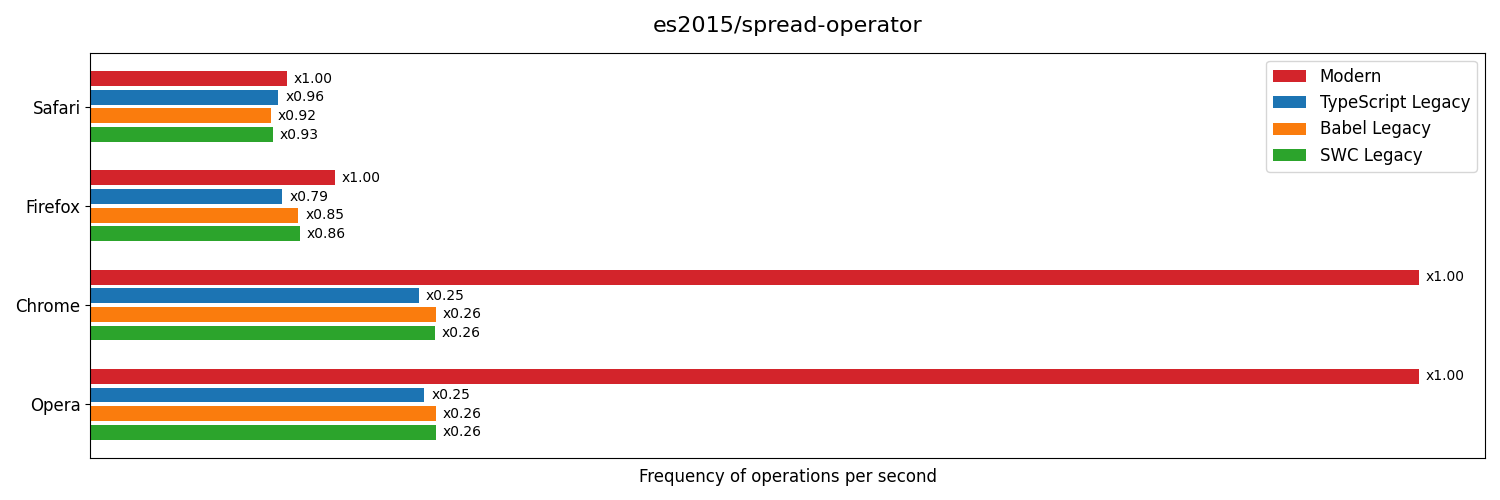 es2015/spread-operator
Modern
TypeScript Legacy
Babel Legacy
SWC Legacy
Safari
x1.00
x0.96
x0.92
x0.93
Firefox
x1.00
x0.79
x0.85
x0.86
Chrome
x1.00
x0.25
x0.26
x0.26
Opera
x1.00
x0.25
x0.26
x0.26
Frequency of operations per second